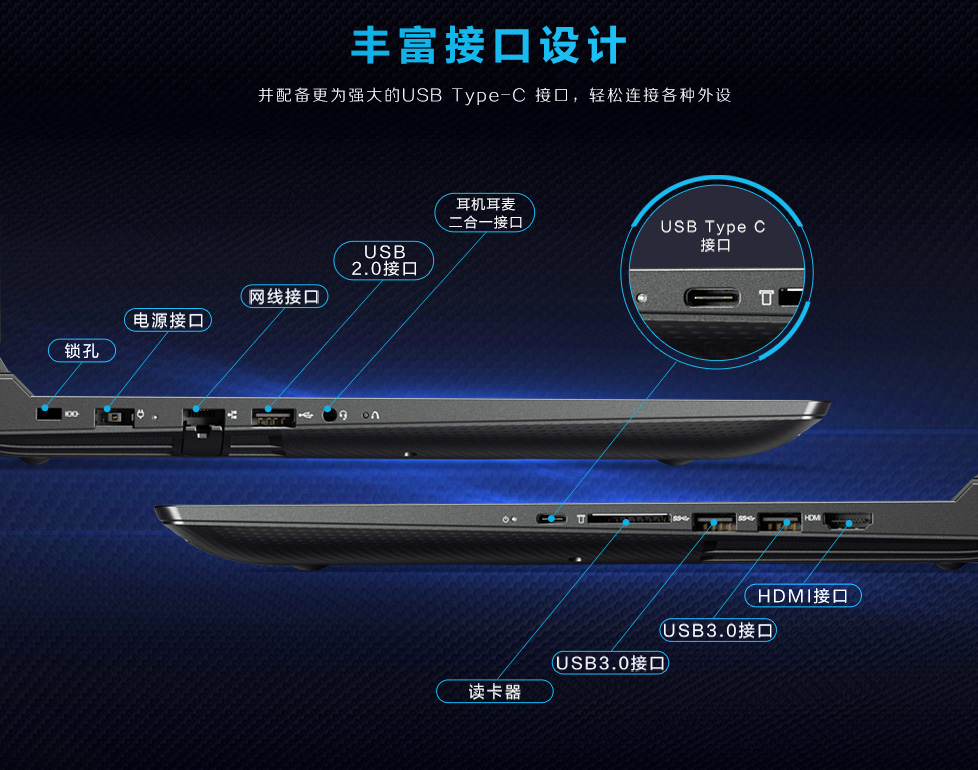 丰富接口设计
并配备更为强大的USB Type-C 接口，轻松连接各种外设
耳机耳麦
二合一接口
USB
2.0接口
网线接口
电源接口
锁孔
USB Type C
接口
HDMI
HDMI接口
USB3.0接口
USB3.0接口
读卡器